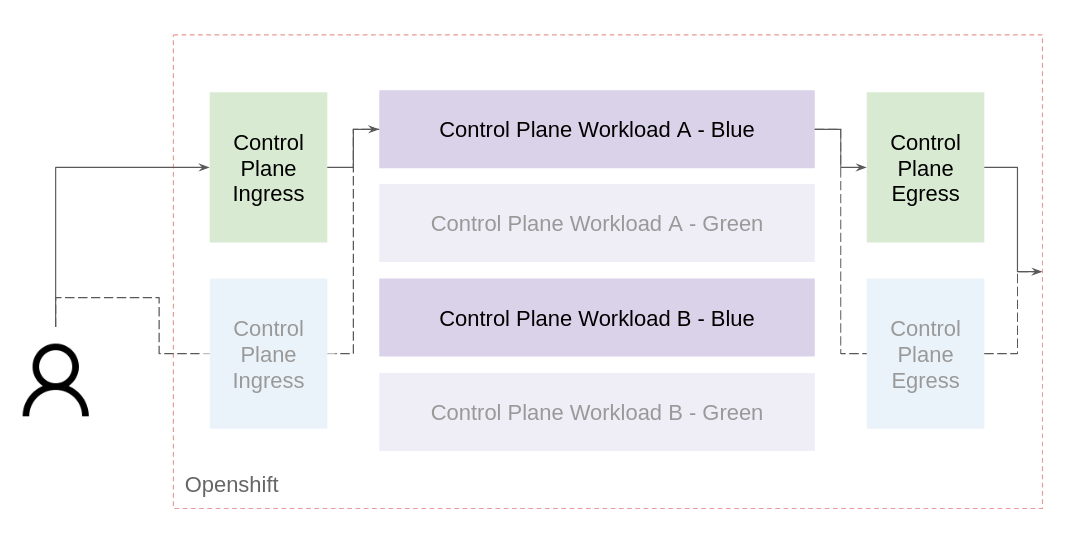 Control
Plane
Ingress
Control Plane Workload A - Blue
Control
Plane
Egress
Control Plane Workload A - Green
Control Plane Workload B - Blue
Control
Plane
Ingress
Control
Plane
Egress
Control Plane Workload B - Green
Openshift